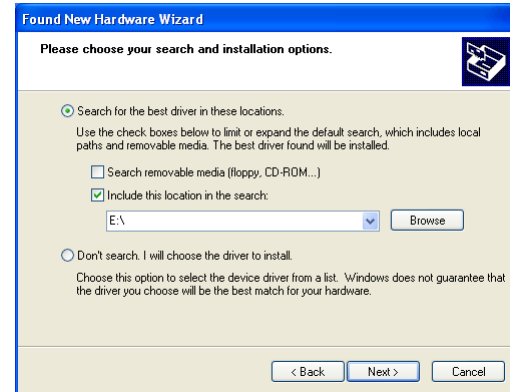 Found New Hardware Wizard
Please choose your search and installation options.
Search for the best driver in these locations.
Use the check boxes below to limit or expand the default search, which includes local
paths and removable media. The best driver found will be installed.
Search removable media (floppy, CD-ROM...)
Include this location in the search:
E:\
Browse
Don't search. I will choose the driver to install.
Choose this option to select the device driver from a list. Windows does not guarantee that
the driver you choose will be the best match for your hardware.
< Back Next > Cancel